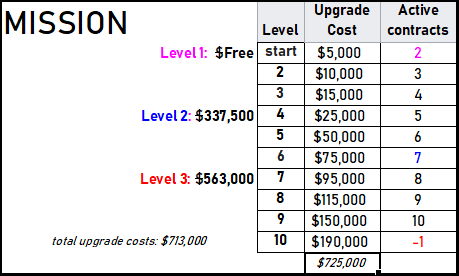 MISSION
Level Upgrade Cost Active contracts
Level 1: $Free start $5,000 2
2 $10,000 3
3 $15,000 4
Level 2: $337,500 4 $25,000 5
5 $50,000 6
6 $75,000 7
Level 3: $563,000 7 $95,000 8
8 $115,000 9
9 $150,000 10
total upgrade costs: $713,000 10 $190,000 -1
$725,000